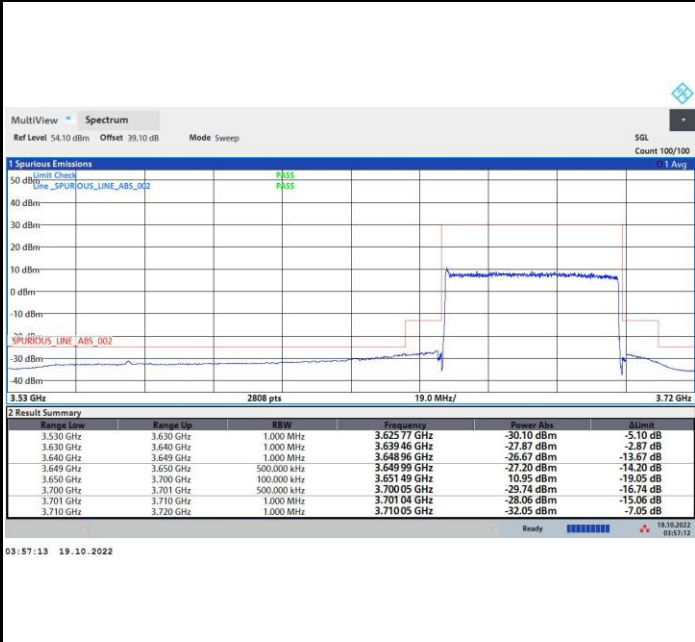 MultiView Spectrum
Ref Level 54.10 dBm Offset 39.10 dB Mode Sweep SGL
Count 100/100
1 Spurious Emissions 1 Avg
Limit Check PASS
50 dBm
Line _SPURIOUS_LINE_ABS_002 PASS
40 dBm
30 dBm
20 dBm
10 dBm
0 dBm
-10 dBm
-20 dBm
SPURIOUS_LINE_ABS_002
-30 dBm
-40 dBm
3.53 GHz 2808 pts 19.0 MHz/ 3.72 GHz
2 Result Summary
Range Low Range Up RBW Frequency Power Abs ΔLimit
3.530 GHz 3.630 GHz 1.000 MHz 3.625 77 GHz -30.10 dBm -5.10 dB
3.630 GHz 3.640 GHz 1.000 MHz 3.639 46 GHz -27.87 dBm -2.87 dB
3.640 GHz 3.649 GHz 1.000 MHz 3.648 96 GHz -26.67 dBm -13.67 dB
3.649 GHz 3.650 GHz 500.000 kHz 3.649 99 GHz -27.20 dBm -14.20 dB
3.650 GHz 3.700 GHz 100.000 kHz 3.651 49 GHz 10.95 dBm -19.05 dB
3.700 GHz 3.701 GHz 500.000 kHz 3.700 05 GHz -29.74 dBm -16.74 dB
3.701 GHz 3.710 GHz 1.000 MHz 3.701 04 GHz -28.06 dBm -15.06 dB
3.710 GHz 3.720 GHz 1.000 MHz 3.710 05 GHz -32.05 dBm -7.05 dB
Ready 19.10.2022
03:57:12
03:57:13 19.10.2022